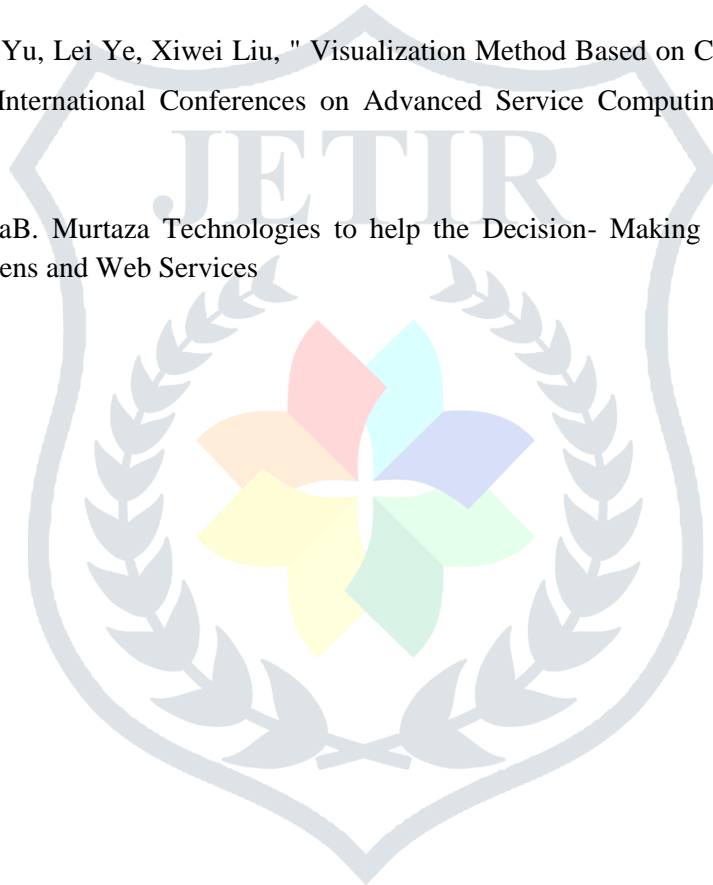 Yu, Lei Ye, Xiwei Liu, " Visualization Method Based on C
International Conferences on Advanced Service Computin
JETIR
aB. Murtaza Technologies to help the Decision- Making
ens and Web Services